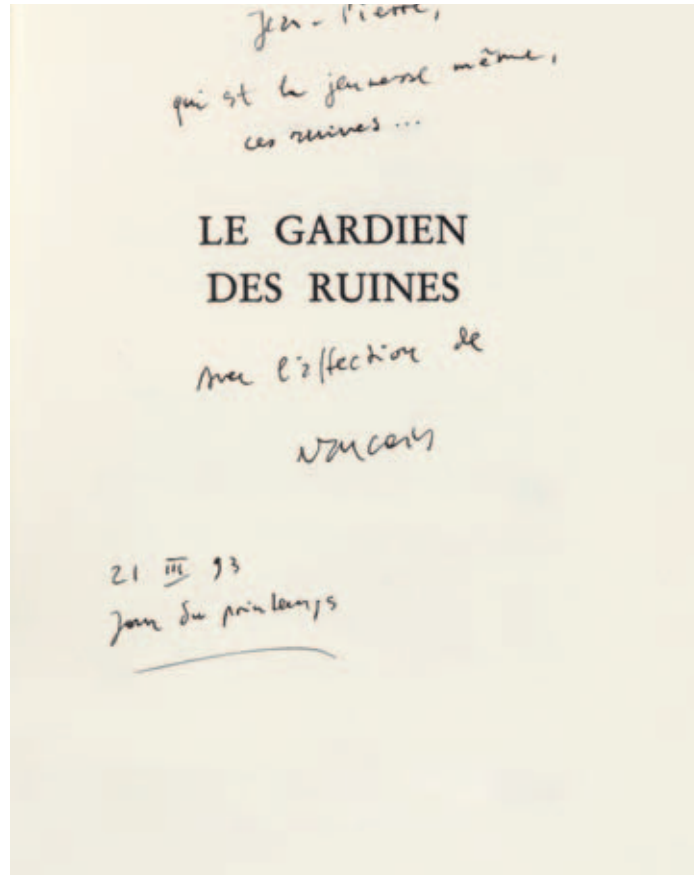 Jean-Pierre,
qui est la jeunesse même,
ces ruines...
LE GARDIEN
DES RUINES
Avec l'affection de
21 III 93
Jour du printemps